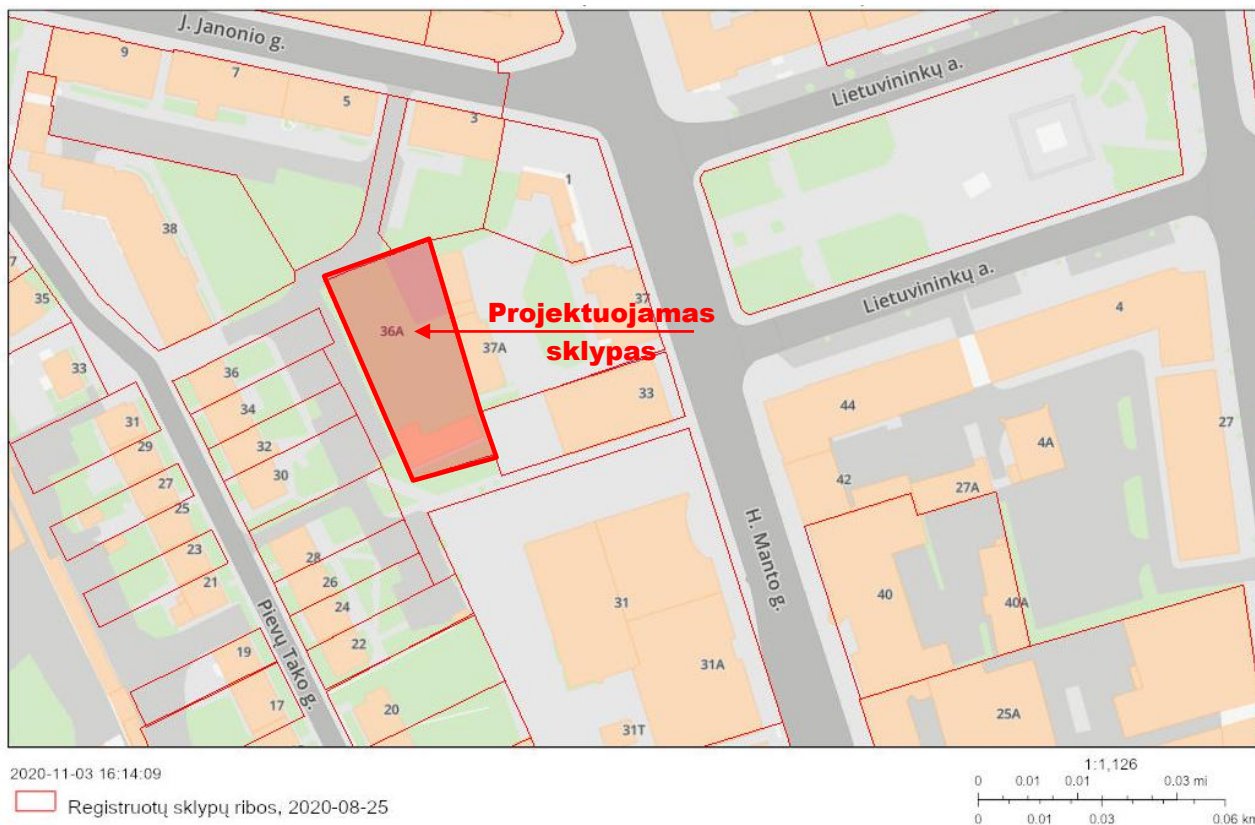 J. Janonio g.
Lietuvininkų a.
9
7
5
3
1
38
37
35
36A
Projektuojamas
sklypas
37A
Lietuvininkų a.
4
33
36
34
32
30
31
29
27
25
23
21
33
44
42
4A
27A
27
28
26
24
22
19
17
20
Pievų Tako g.
H. Manto g.
31
31A
31T
40
40A
25A
2020-11-03 16:14:09
Registruotų sklypų ribos, 2020-08-25
1:1,126
0 0.01 0.01 0.03 mi
0 0.01 0.03 0.06 km